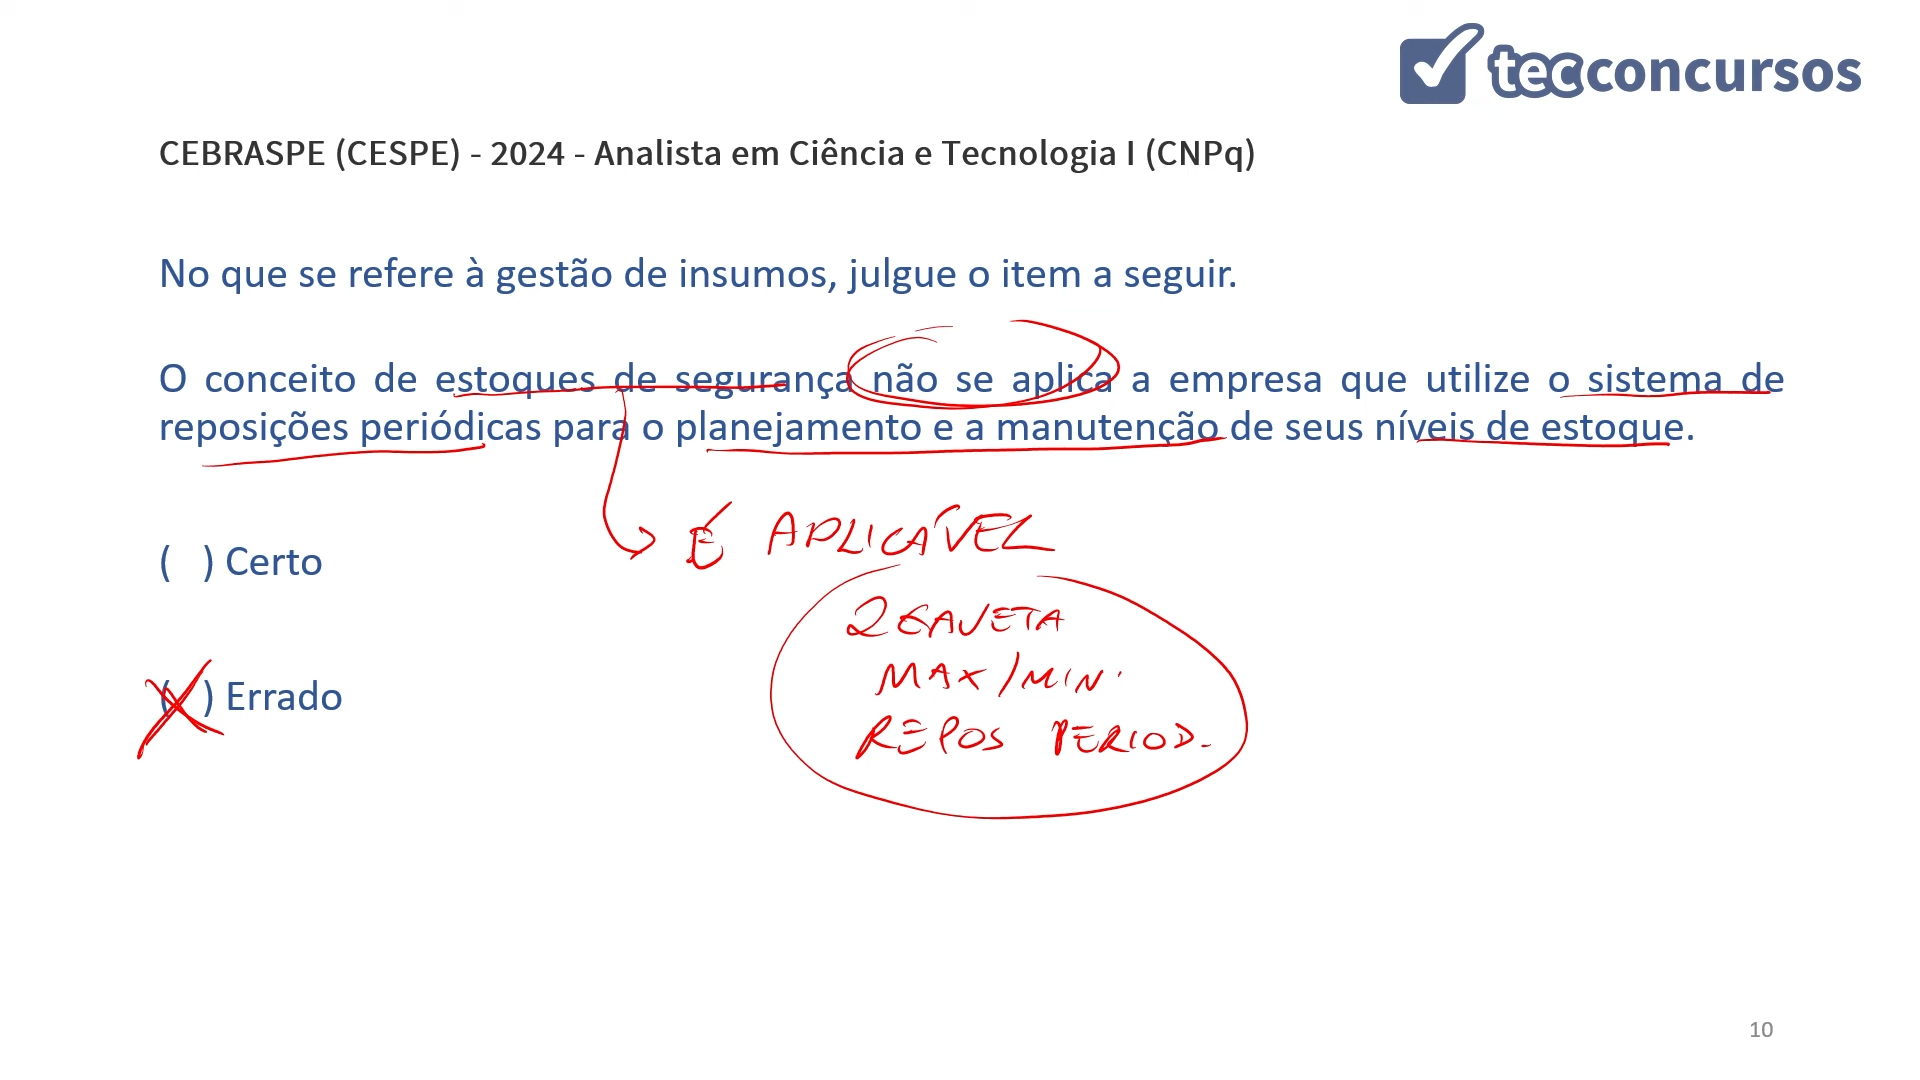 tecconcursos
CEBRASPE (CESPE) - 2024 - Analista em Ciência e Tecnologia I (CNPq)
No que se refere à gestão de insumos, julgue o item a seguir.
O conceito de estoques de segurança não se aplica a empresa que utilize o sistema de
reposições periódicas para o planejamento e a manutenção de seus níveis de estoque.
É APLICÁVEL
( ) Certo
2 GAVETA
MAX/MIN.
( ) Errado
REPOS PERIOD.
10